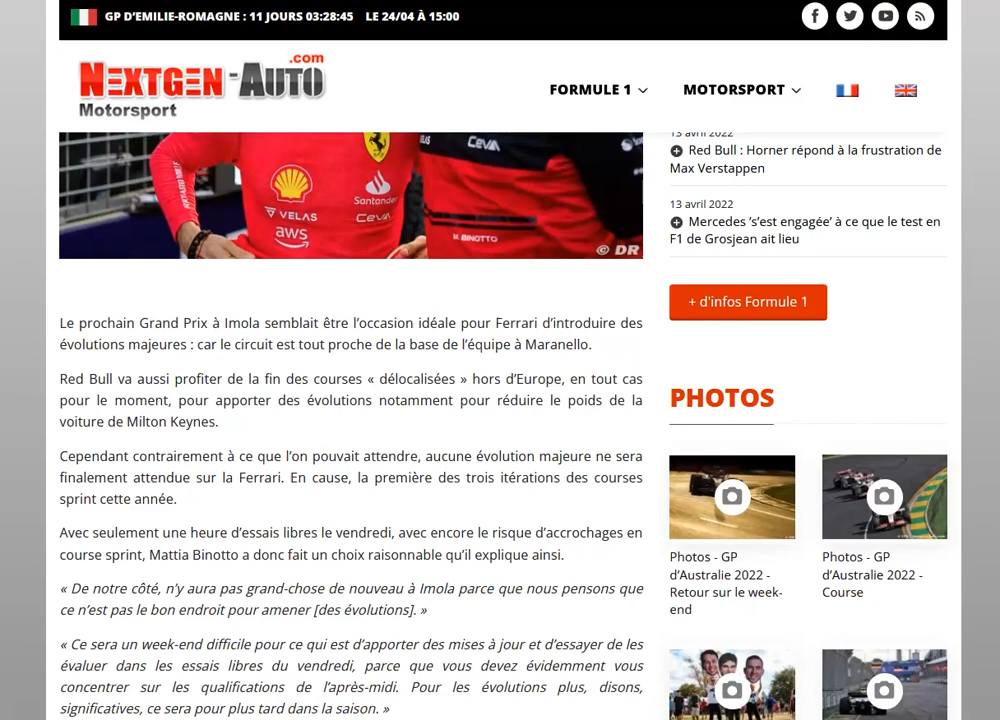 GP D'EMILIE-ROMAGNE : 11 JOURS 03:28:45 LE 24/04 À 15:00
NEXTGEN-AUTO.com
Motorsport
FORMULE 1
MOTORSPORT
CEVA
VELAS
aws
Santander
CEVA
M. BINOTTO
© DR
Le prochain Grand Prix à Imola semblait être l’occasion idéale pour Ferrari d’introduire des
évolutions majeures : car le circuit est tout proche de la base de l’équipe à Maranello.
Red Bull va aussi profiter de la fin des courses « délocalisées » hors d’Europe, en tout cas
pour le moment, pour apporter des évolutions notamment pour réduire le poids de la
voiture de Milton Keynes.
Cependant contrairement à ce que l’on pouvait attendre, aucune évolution majeure ne sera
finalement attendue sur la Ferrari. En cause, la première des trois itérations des courses
sprint cette année.
Avec seulement une heure d’essais libres le vendredi, avec encore le risque d’accrochages en
course sprint, Mattia Binotto a donc fait un choix raisonnable qu’il explique ainsi.
« De notre côté, n’y aura pas grand-chose de nouveau à Imola parce que nous pensons que
ce n’est pas le bon endroit pour amener [des évolutions]. »
« Ce sera un week-end difficile pour ce qui est d’apporter des mises à jour et d’essayer de les
évaluer dans les essais libres du vendredi, parce que vous devez évidemment vous
concentrer sur les qualifications de l’après-midi. Pour les évolutions plus, disons,
significatives, ce sera pour plus tard dans la saison. »
13 avril 2022
Red Bull : Horner répond à la frustration de
Max Verstappen
13 avril 2022
Mercedes ‘s’est engagée’ à ce que le test en
F1 de Grosjean ait lieu
+ d'infos Formule 1
PHOTOS
Photos - GP
d’Australie 2022 -
Retour sur le week-
end
Photos - GP
d’Australie 2022 -
Course